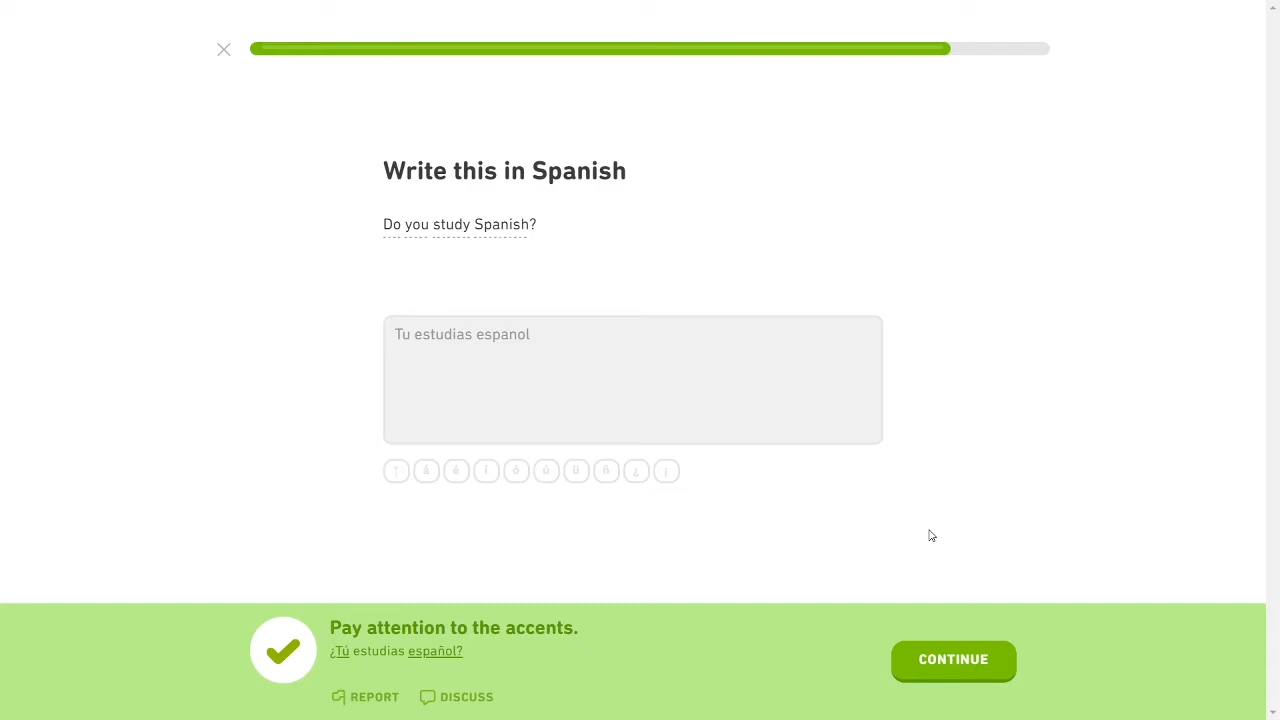 Write this in Spanish
Do you study Spanish?
Tu estudias espanol
↑ á é í ó ú ü ñ ¿ ¡
Pay attention to the accents.
¿Tú estudias español?
CONTINUE
REPORT DISCUSS